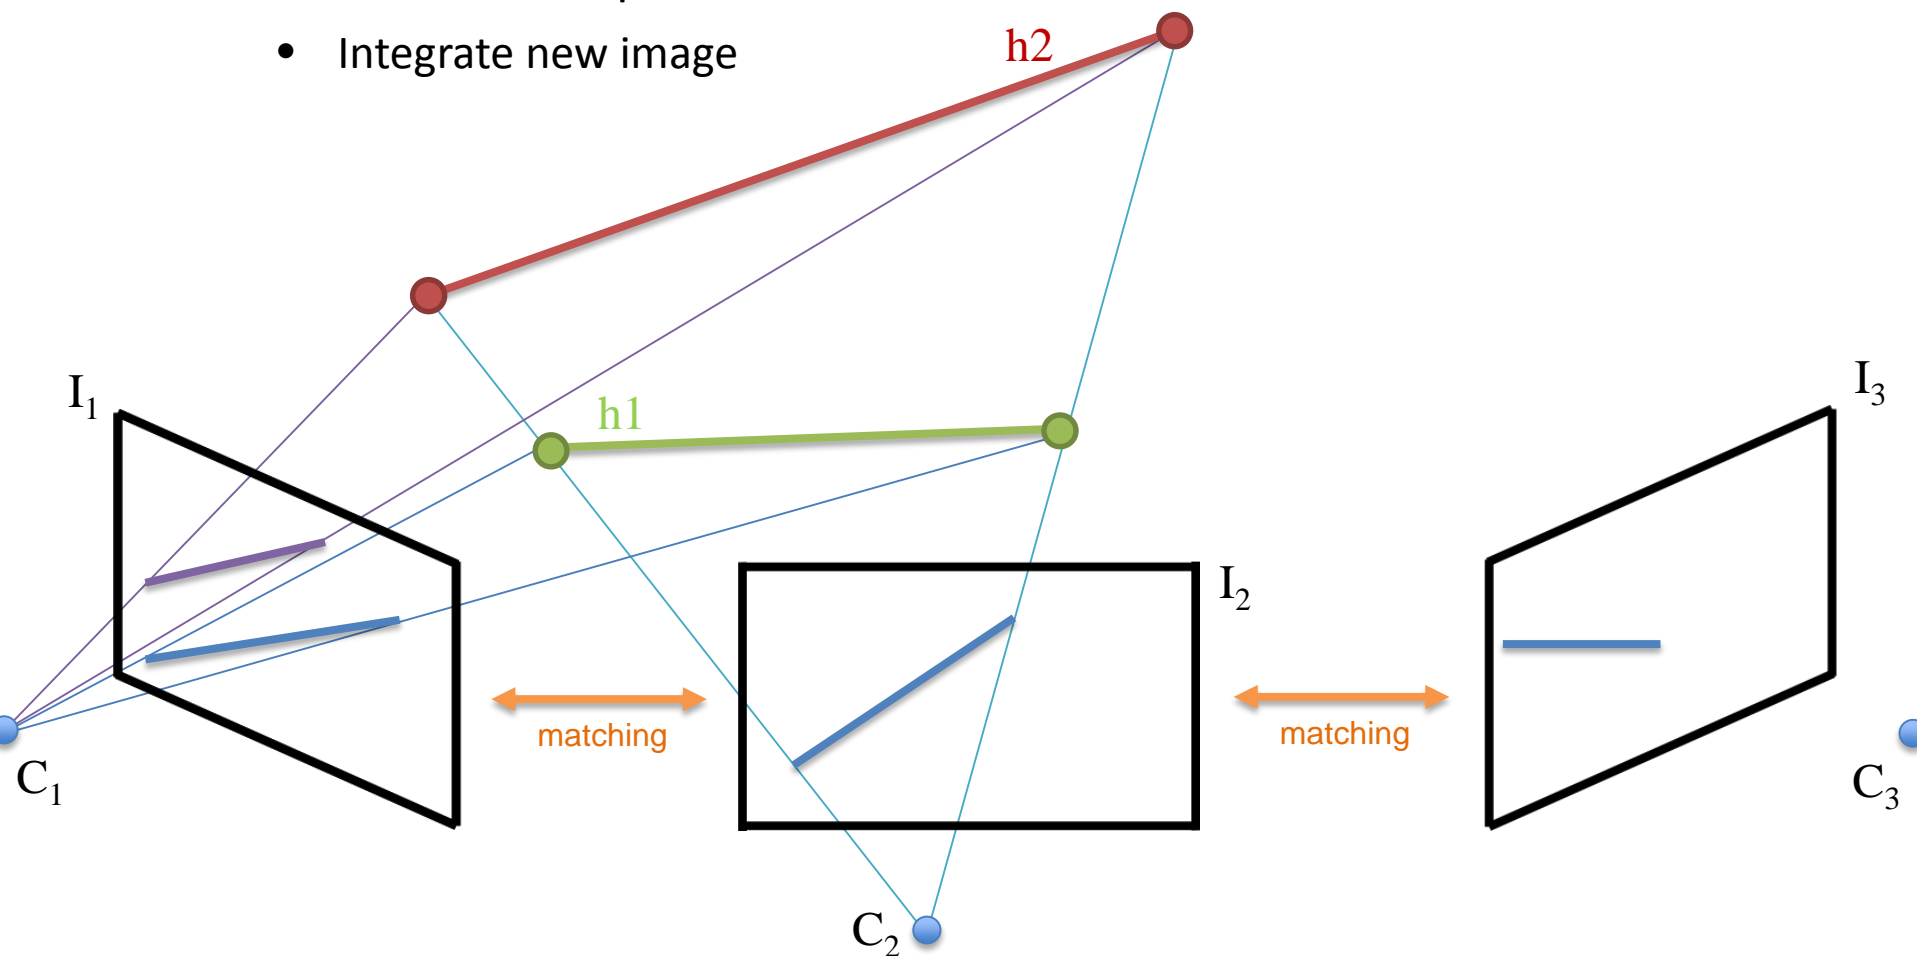 • Integrate new image
h2
I₁
h1
I₃
I₂
matching
matching
C₁
C₃
C₂